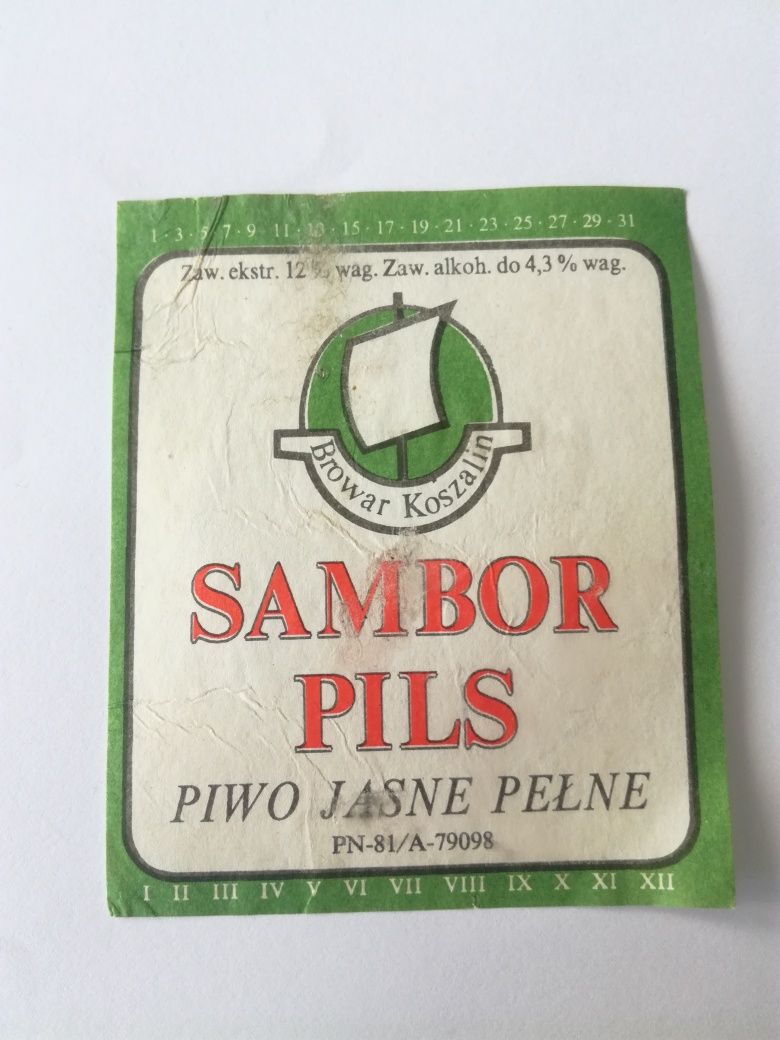 1 · 3 · 5 · 7 · 9 · 11 · 13 · 15 · 17 · 19 · 21 · 23 · 25 · 27 · 29 · 31
Zaw. ekstr. 12 % wag. Zaw. alkoh. do 4,3 % wag.
Browar Koszalin
SAMBOR
PILS
PIWO JASNE PEŁNE
PN-81/A-79098
I II III IV V VI VII VIII IX X XI XII